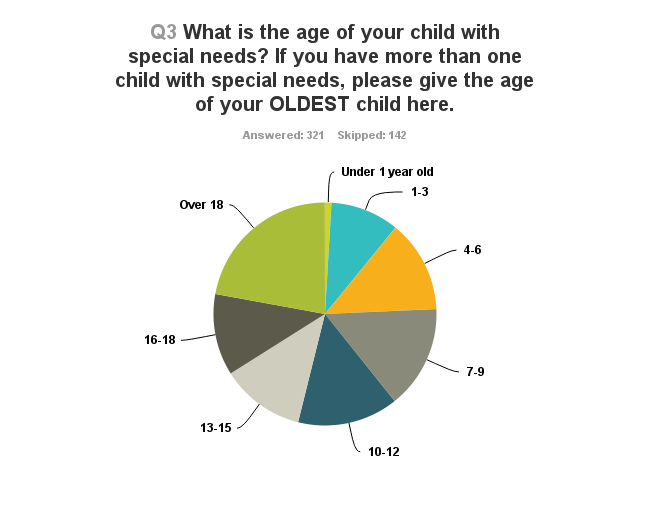 Q3 What is the age of your child with
special needs? If you have more than one
child with special needs, please give the age
of your OLDEST child here.
Answered: 321 Skipped: 142
Under 1 year old
1-3
Over 18
4-6
16-18
7-9
13-15
10-12